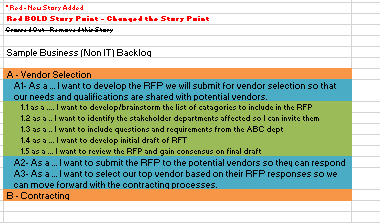 * Red - New Story Added
Red BOLD Story Point - Changed the Story Point
Crossed Out - Removed this Story
Sample Business (Non IT) Backlog
A - Vendor Selection
A1- As a ... I want to develop the RFP we will submit for vendor selection so that
our needs and qualifications are shared with potential vendors.
1.1 as a .... I want to develop/brainstorm the list of catagories to include in the RFP
1.2 as a ... I want to identify the stakeholder departments affected so I can invite them
1.3 as a ... I want to include questions and requirements from the ABC dept
1.4 as a ... I want to develop initial draft of RFT
1.5 as a ... I want to review the RFP and gain consensus on final draft
A2- As a ... I want to submit the RFP to the potential vendors so they can respond
A3- As a ... I want to select our top vendor based on their RFP responses so we
can move forward with the contracting processes.
B - Contracting